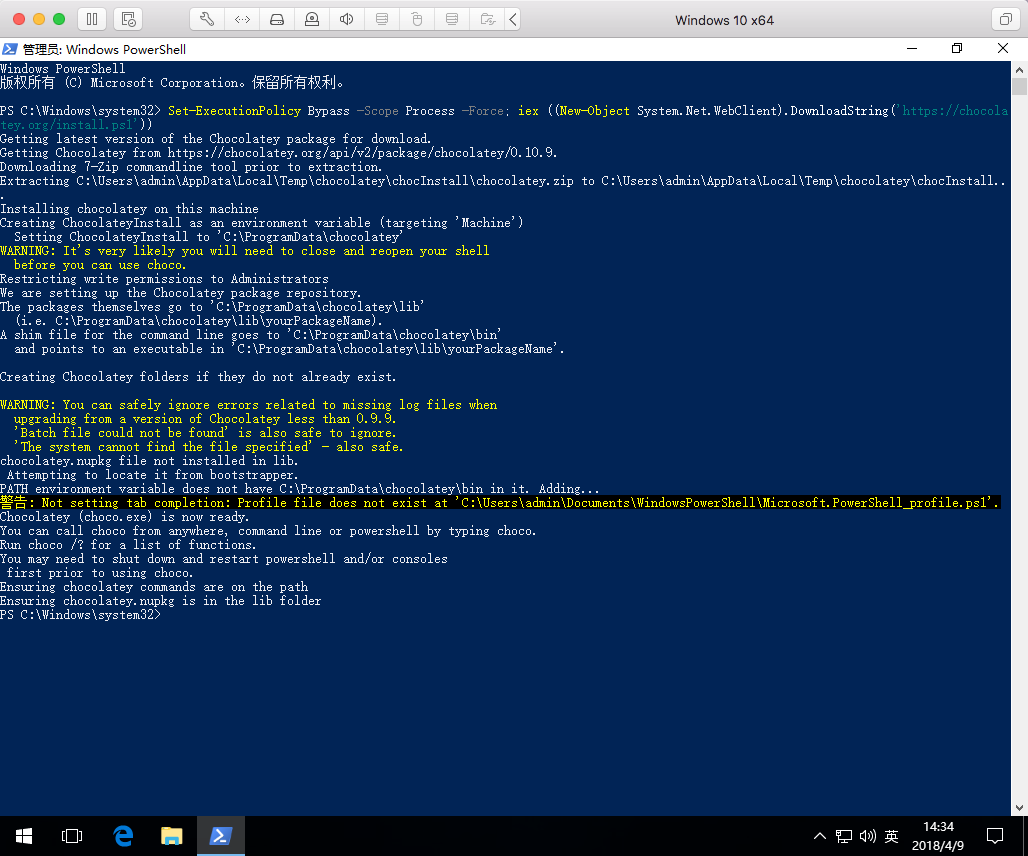 Windows 10 x64
管理员: Windows PowerShell
Windows PowerShell
版权所有 (C) Microsoft Corporation。保留所有权利。
PS C:\Windows\system32> Set-ExecutionPolicy Bypass -Scope Process -Force; iex ((New-Object System.Net.WebClient).DownloadString('https://chocola
tey.org/install.ps1'))
Getting latest version of the Chocolatey package for download.
Getting Chocolatey from https://chocolatey.org/api/v2/package/chocolatey/0.10.9.
Downloading 7-Zip commandline tool prior to extraction.
Extracting C:\Users\admin\AppData\Local\Temp\chocolatey\chocInstall\chocolatey.zip to C:\Users\admin\AppData\Local\Temp\chocolatey\chocInstall..
.
Installing chocolatey on this machine
Creating ChocolateyInstall as an environment variable (targeting 'Machine')
  Setting ChocolateyInstall to 'C:\ProgramData\chocolatey'
WARNING: It's very likely you will need to close and reopen your shell
  before you can use choco.
Restricting write permissions to Administrators
We are setting up the Chocolatey package repository.
The packages themselves go to 'C:\ProgramData\chocolatey\lib'
  (i.e. C:\ProgramData\chocolatey\lib\yourPackageName).
A shim file for the command line goes to 'C:\ProgramData\chocolatey\bin'
  and points to an executable in 'C:\ProgramData\chocolatey\lib\yourPackageName'.
Creating Chocolatey folders if they do not already exist.
WARNING: You can safely ignore errors related to missing log files when
  upgrading from a version of Chocolatey less than 0.9.9.
  'Batch file could not be found' is also safe to ignore.
  'The system cannot find the file specified' - also safe.
chocolatey.nupkg file not installed in lib.
 Attempting to locate it from bootstrapper.
PATH environment variable does not have C:\ProgramData\chocolatey\bin in it. Adding...
警告: Not setting tab completion: Profile file does not exist at 'C:\Users\admin\Documents\WindowsPowerShell\Microsoft.PowerShell_profile.ps1'.
Chocolatey (choco.exe) is now ready.
You can call choco from anywhere, command line or powershell by typing choco.
Run choco /? for a list of functions.
You may need to shut down and restart powershell and/or consoles
 first prior to using choco.
Ensuring chocolatey commands are on the path
Ensuring chocolatey.nupkg is in the lib folder
PS C:\Windows\system32>
英
14:34
2018/4/9